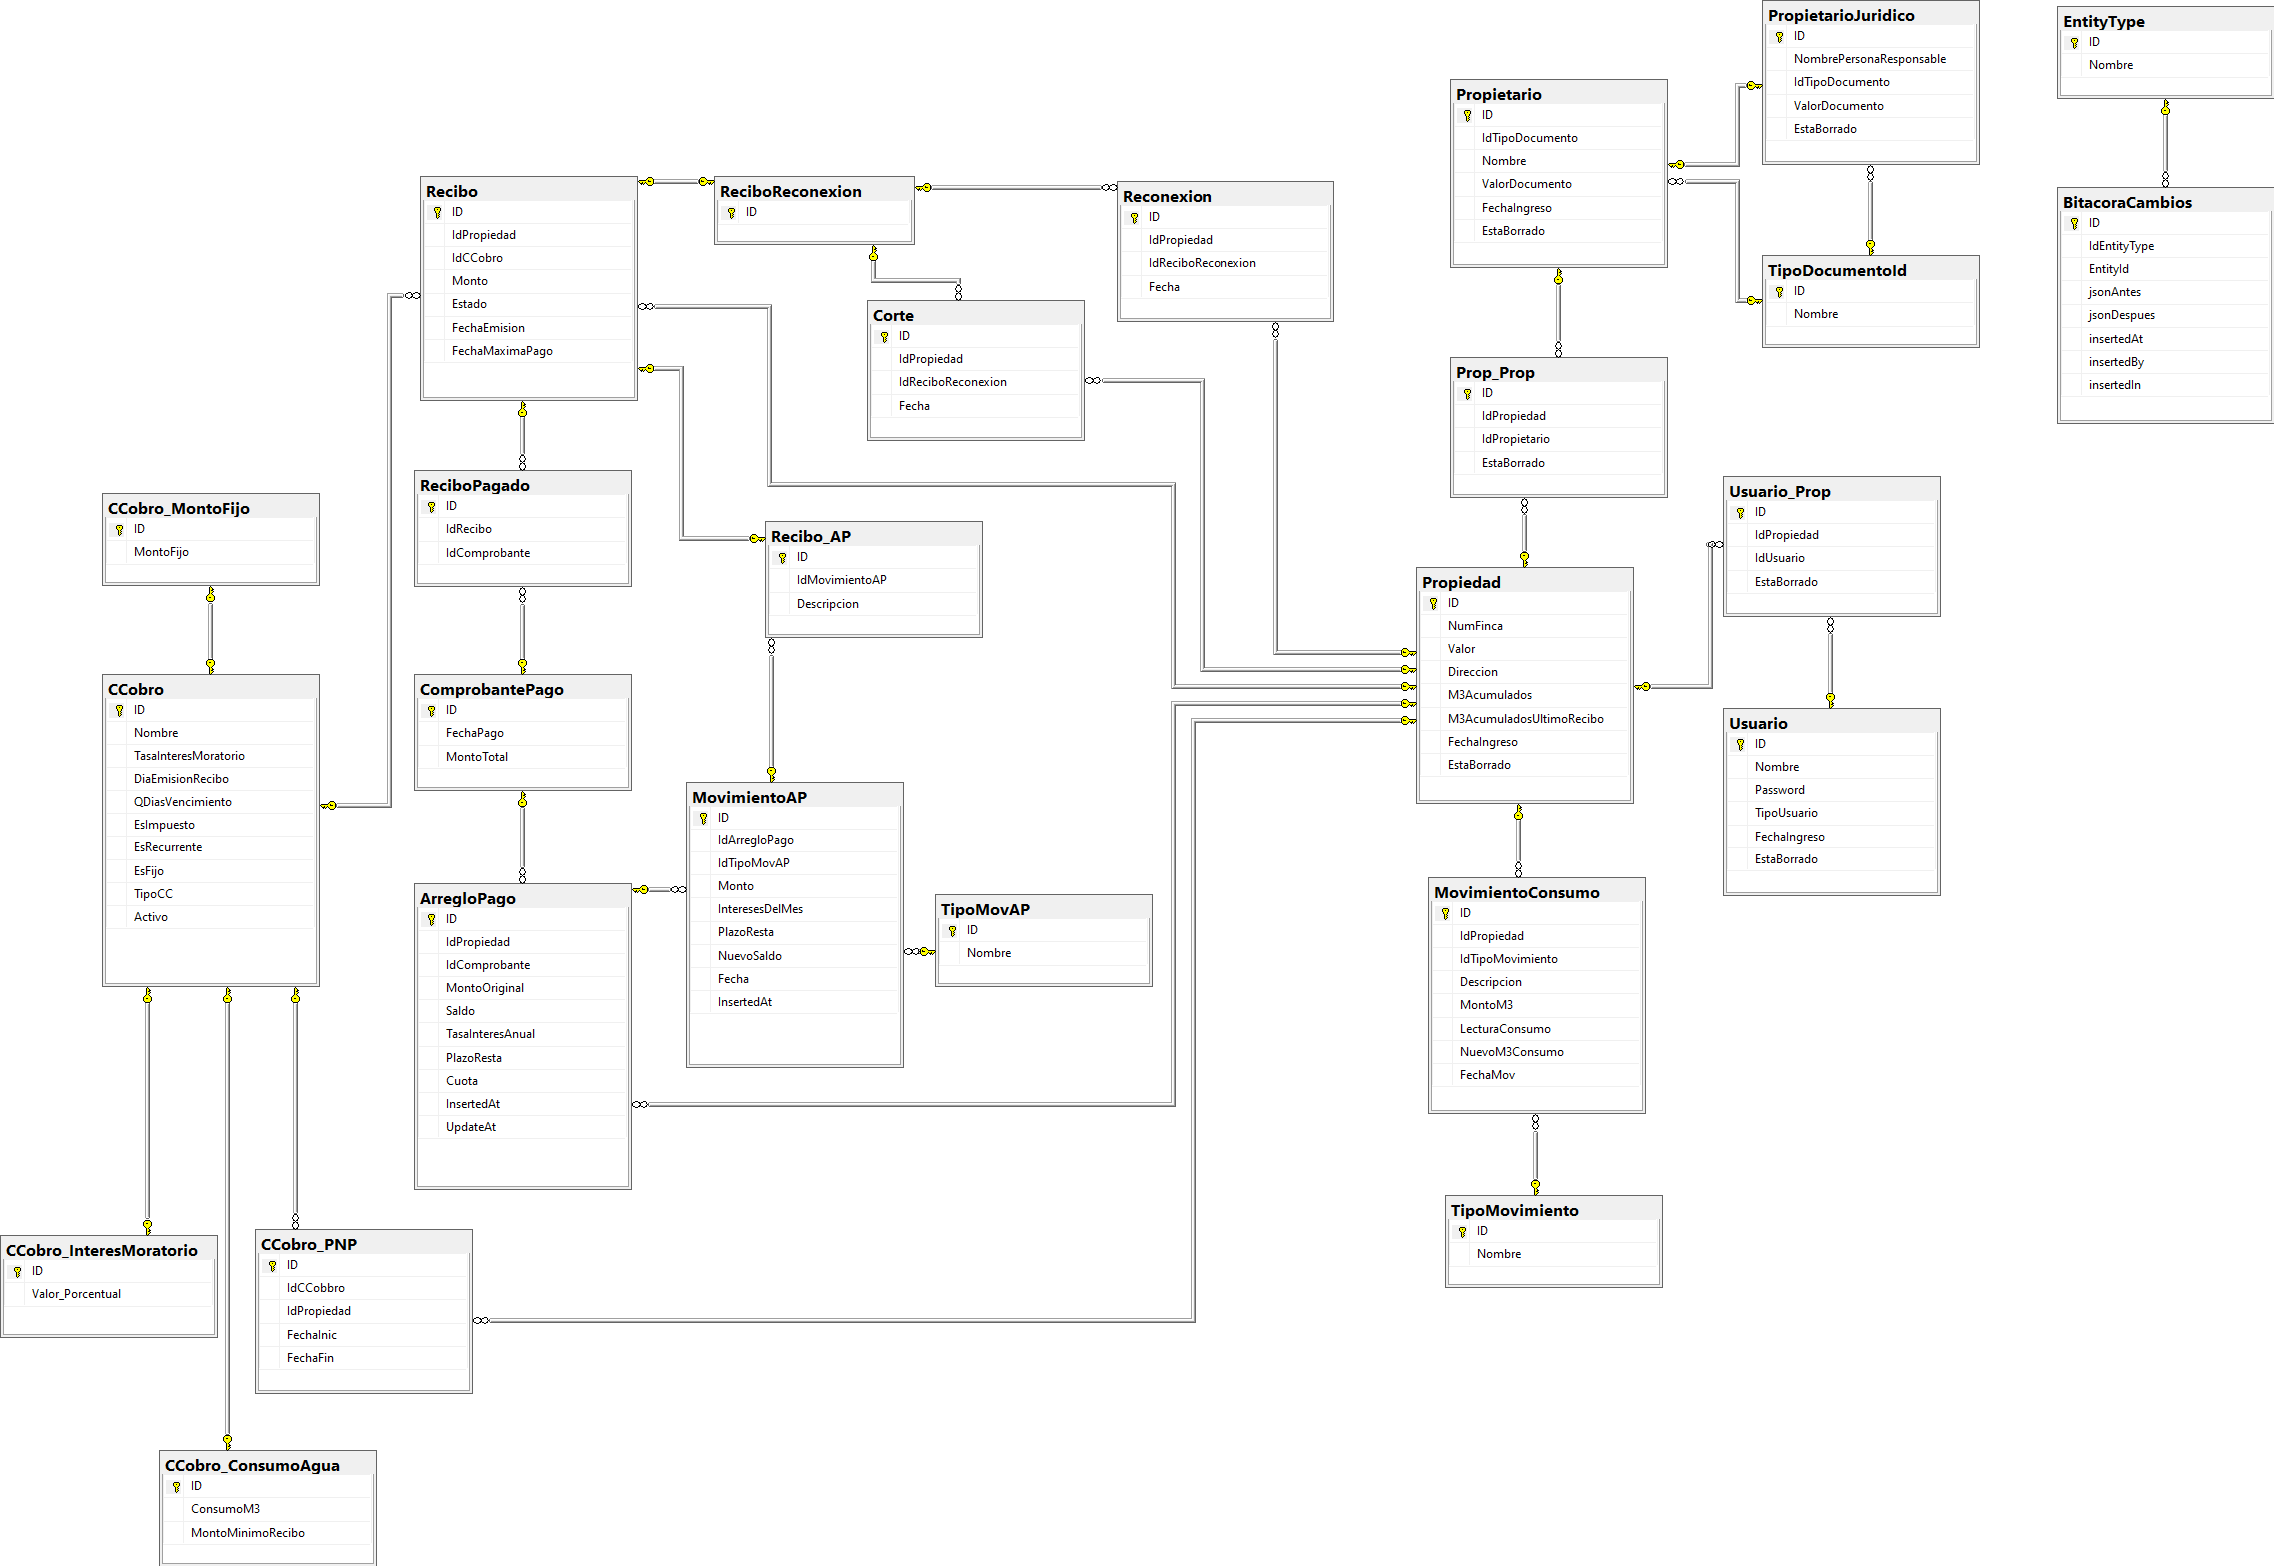 PropietarioJuridico
ID
NombrePersonaResponsable
IdTipoDocumento
ValorDocumento
EstaBorrado
EntityType
ID
Nombre
Propietario
ID
IdTipoDocumento
Nombre
ValorDocumento
FechaIngreso
EstaBorrado
Recibo
ID
IdPropiedad
IdCCobro
Monto
Estado
FechaEmision
FechaMaximaPago
ReciboReconexion
ID
Reconexion
ID
IdPropiedad
IdReciboReconexion
Fecha
BitacoraCambios
ID
IdEntityType
EntityId
jsonAntes
jsonDespues
insertedAt
insertedBy
insertedIn
TipoDocumentoId
ID
Nombre
Corte
ID
IdPropiedad
IdReciboReconexion
Fecha
Prop_Prop
ID
IdPropiedad
IdPropietario
EstaBorrado
ReciboPagado
ID
IdRecibo
IdComprobante
Usuario_Prop
ID
IdPropiedad
IdUsuario
EstaBorrado
CCobro_MontoFijo
ID
MontoFijo
Recibo_AP
ID
IdMovimientoAP
Descripcion
Propiedad
ID
NumFinca
Valor
Direccion
M3Acumulados
M3AcumuladosUltimoRecibo
FechaIngreso
EstaBorrado
CCobro
ID
Nombre
TasaInteresMoratorio
DiaEmisionRecibo
QDiasVencimiento
EsImpuesto
EsRecurrente
EsFijo
TipoCC
Activo
ComprobantePago
ID
FechaPago
MontoTotal
Usuario
ID
Nombre
Password
TipoUsuario
FechaIngreso
EstaBorrado
MovimientoAP
ID
IdArregloPago
IdTipoMovAP
Monto
InteresesDelMes
PlazoResta
NuevoSaldo
Fecha
InsertedAt
MovimientoConsumo
ID
IdPropiedad
IdTipoMovimiento
Descripcion
MontoM3
LecturaConsumo
NuevoM3Consumo
FechaMov
ArregloPago
ID
IdPropiedad
IdComprobante
MontoOriginal
Saldo
TasaInteresAnual
PlazoResta
Cuota
InsertedAt
UpdateAt
TipoMovAP
ID
Nombre
TipoMovimiento
ID
Nombre
CCobro_InteresMoratorio
ID
Valor_Porcentual
CCobro_PNP
ID
IdCCobbro
IdPropiedad
FechaInic
FechaFin
CCobro_ConsumoAgua
ID
ConsumoM3
MontoMinimoRecibo